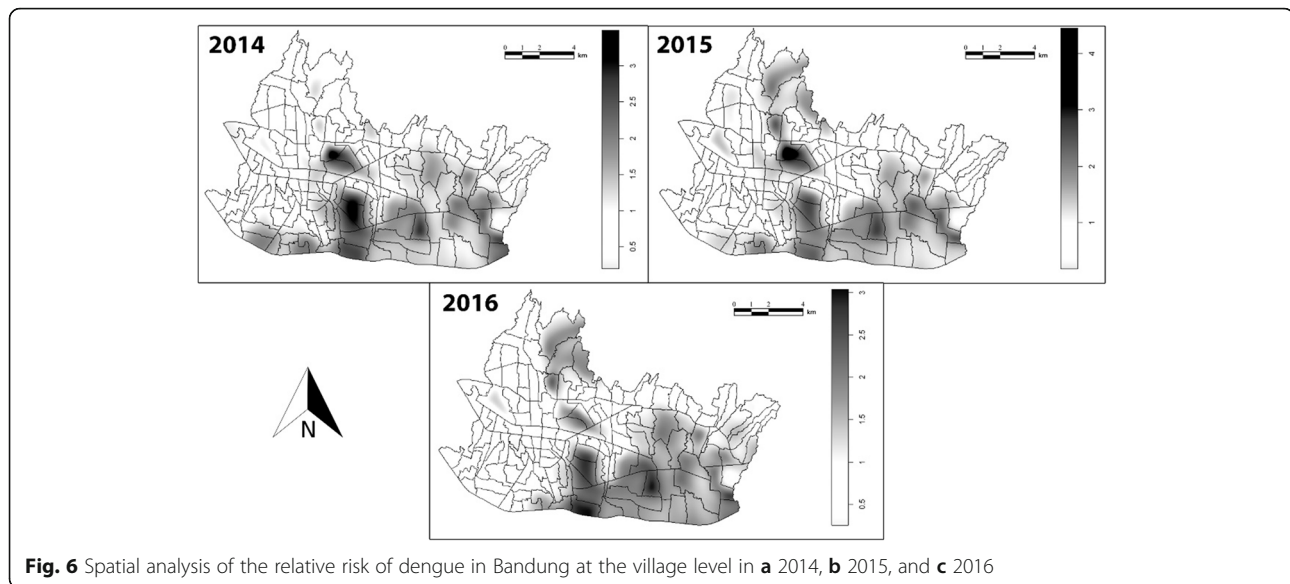 2014
0 1 2 4
km
0.5 1 1.5 2 2.5 3
2015
0 1 2 4
km
1 2 3 4
2016
0 1 2 4
km
0.5 1 1.5 2 2.5 3
N
Fig. 6 Spatial analysis of the relative risk of dengue in Bandung at the village level in a 2014, b 2015, and c 2016